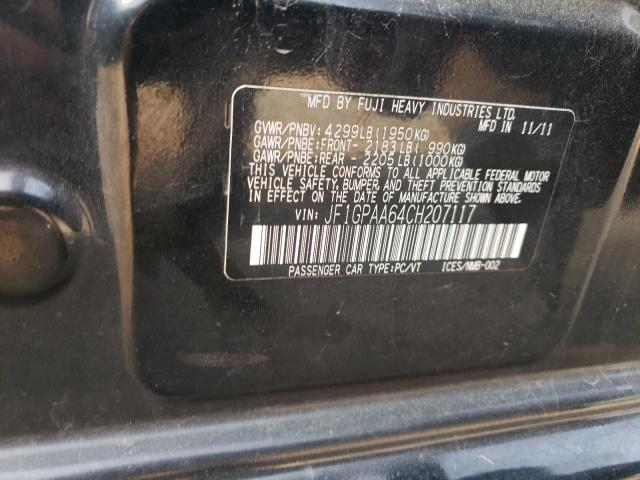 MFD BY FUJI HEAVY INDUSTRIES LTD.
MFD IN 11/11
GVWR/PNBV: 4299LB(1950KG)
GAWR/PNBE:FRONT- 2183LB( 990KG)
GAWR/PNBE:REAR - 2205LB(1000KG)
THIS VEHICLE CONFORMS TO ALL APPLICABLE FEDERAL MOTOR
VEHICLE SAFETY, BUMPER, AND THEFT PREVENTION STANDARDS
IN EFFECT ON THE DATE OF MANUFACTURE SHOWN ABOVE.
VIN: JF1GPAA64CH207117
PASSENGER CAR TYPE:PC/VT ICES/NMB-002